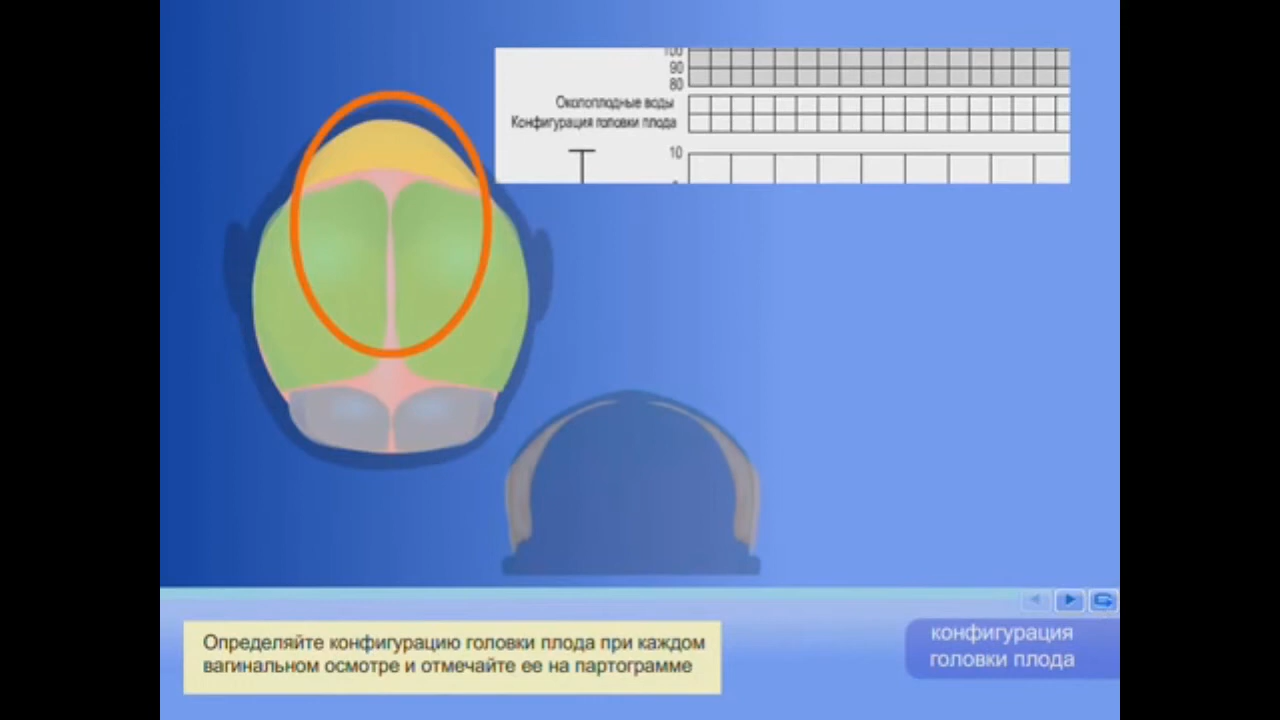 100
90
80
Околоплодные воды
Конфигурация головки плода
10
Определяйте конфигурацию головки плода при каждом
вагинальном осмотре и отмечайте ее на партограмме
конфигурация
головки плода